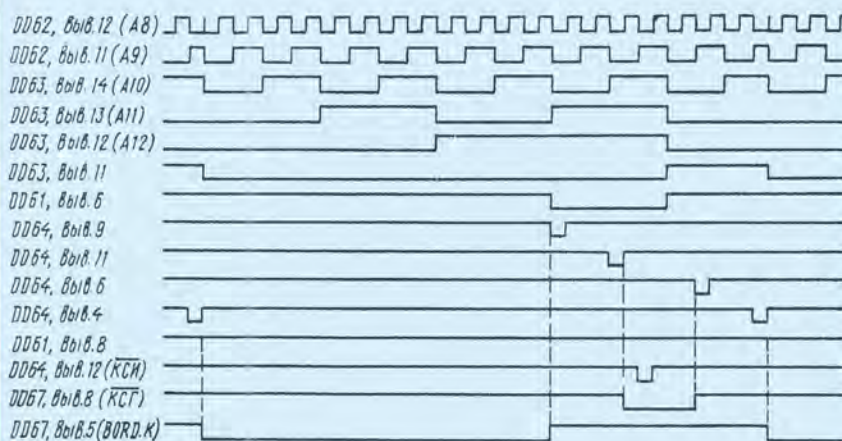 DD62, выв.12 (A8)
DD62, выв.11 (A9)
DD63, выв.14 (A10)
DD63, выв.13 (A11)
DD63, выв.12 (A12)
DD63, выв.11
DD61, выв.6
DD64, выв.9
DD64, выв.11
DD64, выв.6
DD64, выв.4
DD61, выв.8
DD64, выв.12 (К̅С̅И̅)
DD67, выв.8 (К̅С̅Г̅)
DD67, выв.5 (BORD.K)